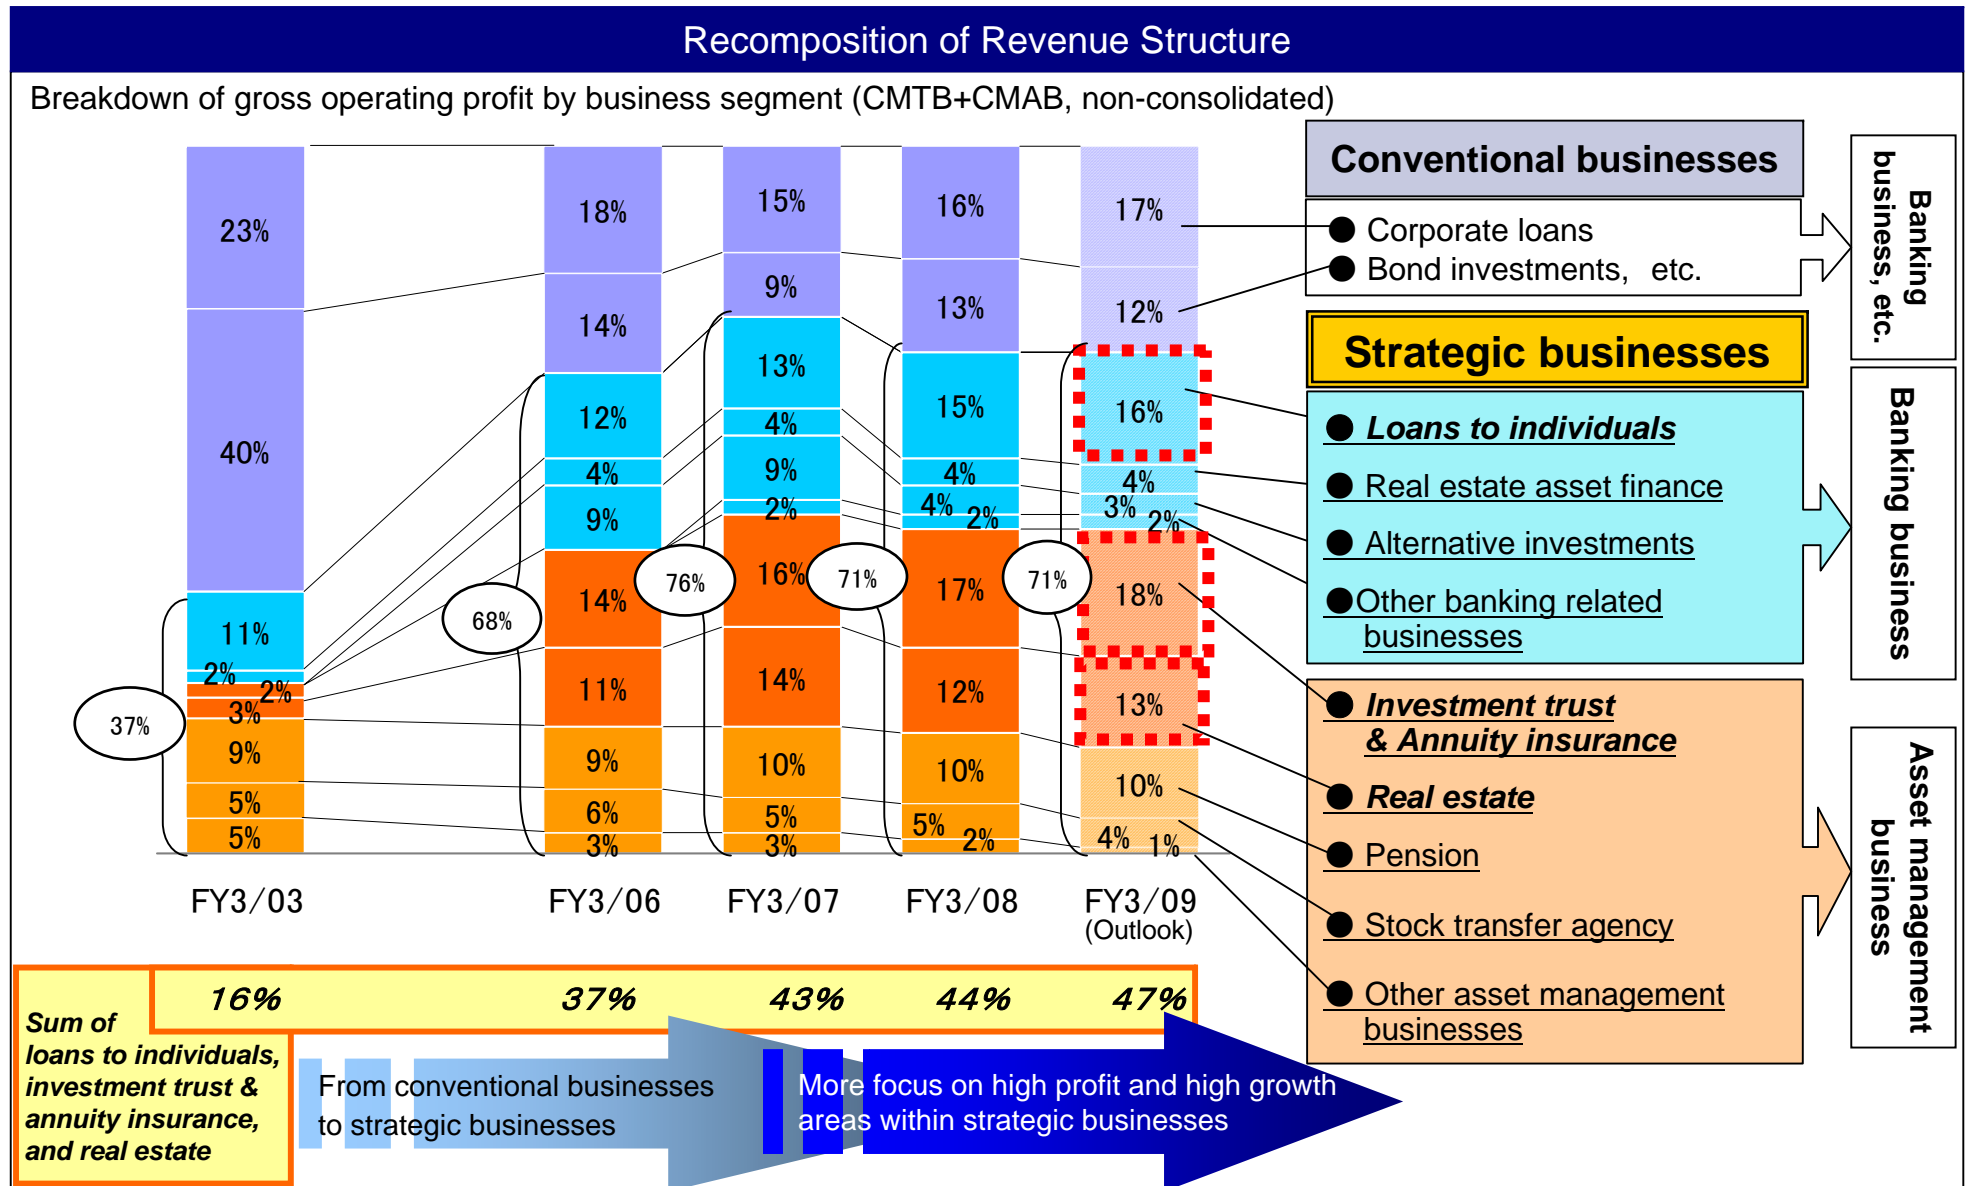 Recomposition of Revenue Structure
Breakdown of gross operating profit by business segment (CMTB+CMAB, non-consolidated)
23%
40%
11%
2%
2%
3%
9%
5%
5%
37%
FY3/03
18%
14%
12%
4%
9%
14%
11%
9%
6%
3%
68%
FY3/06
15%
9%
13%
4%
9%
2%
16%
14%
10%
5%
3%
76%
FY3/07
16%
13%
15%
4%
4%
2%
17%
12%
10%
5%
2%
71%
FY3/08
17%
12%
16%
4%
3%
2%
18%
13%
10%
4%
1%
71%
FY3/09
(Outlook)
Conventional businesses
● Corporate loans
● Bond investments, etc.
Banking
business, etc.
Strategic businesses
● Loans to individuals
● Real estate asset finance
● Alternative investments
●Other banking related
businesses
Banking business
● Investment trust
& Annuity insurance
● Real estate
● Pension
● Stock transfer agency
● Other asset management
businesses
Asset management
business
Sum of
loans to individuals,
investment trust &
annuity insurance,
and real estate
16%
37%
43%
44%
47%
From conventional businesses
to strategic businesses
More focus on high profit and high growth
areas within strategic businesses